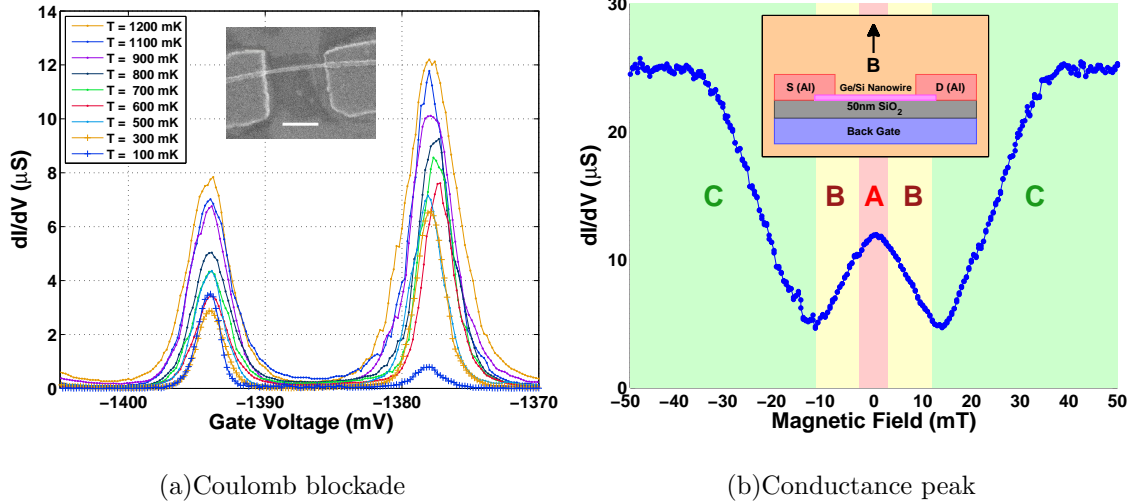 T = 1200 mK
T = 1100 mK
T = 900 mK
T = 800 mK
T = 700 mK
T = 600 mK
T = 500 mK
T = 300 mK
T = 100 mK
14
12
10
8
6
4
2
0
dI/dV (µS)
−1400
−1390
−1380
−1370
Gate Voltage (mV)
(a)Coulomb blockade
30
20
10
0
dI/dV (µS)
B
S (Al)
Ge/Si Nanowire
D (Al)
50nm SiO2
Back Gate
C
B
A
B
C
−50
−40
−30
−20
−10
0
10
20
30
40
50
Magnetic Field (mT)
(b)Conductance peak